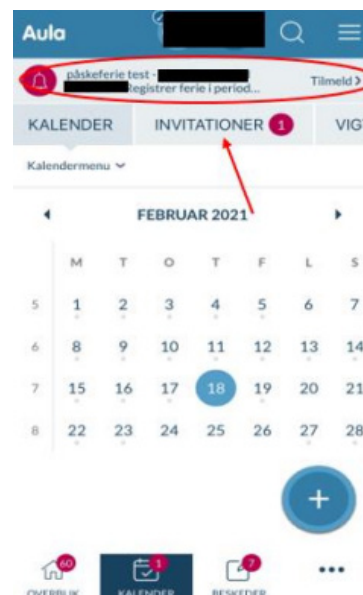 Aula
påskeferie test -
Registrer ferie i period...
Tilmeld >
KALENDER INVITATIONER 1 VIGT
Kalendermenu
FEBRUAR 2021
M T O T F L S
5 1 2 3 4 5 6 7
6 8 9 10 11 12 13 14
7 15 16 17 18 19 20 21
8 22 23 24 25 26 27 28
+
60 1 7
OVERBLIK KALENDER BESKEDER